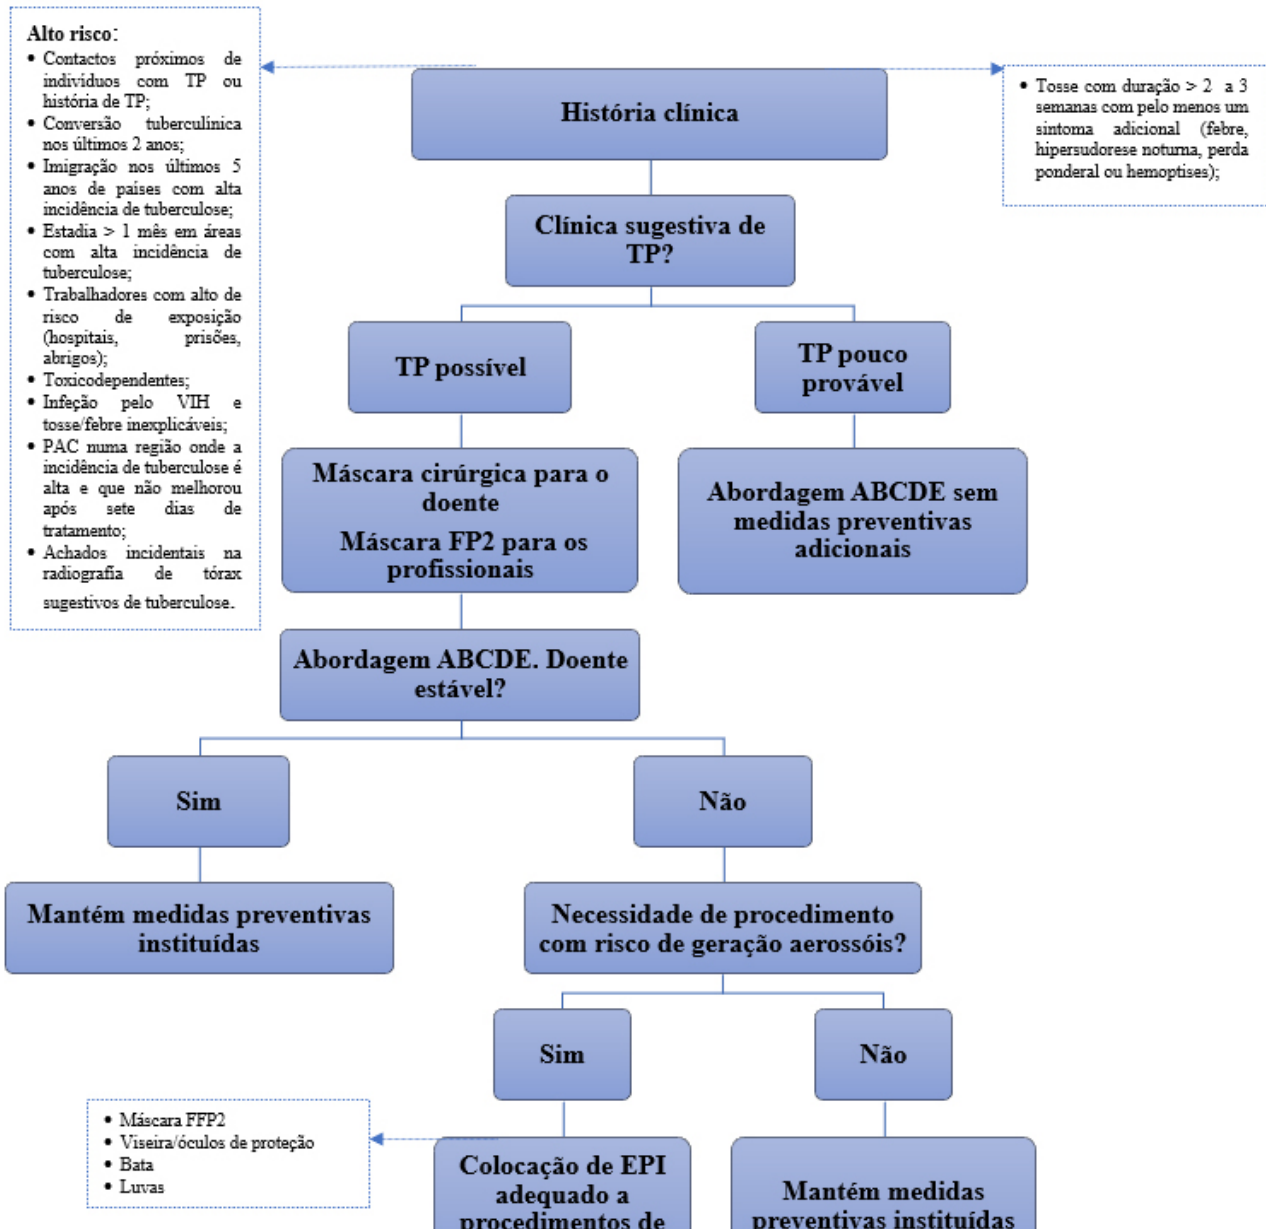 Alto risco:
• Contactos próximos de
indivíduos com TP ou
história de TP;
• Conversão tuberculínica
nos últimos 2 anos;
• Imigração nos últimos 5
anos de países com alta
incidência de tuberculose;
• Estadia > 1 mês em áreas
com alta incidência de
tuberculose;
• Trabalhadores com alto de
risco de exposição
(hospitais, prisões,
abrigos);
• Toxicodependentes;
• Infeção pelo VIH e
tosse/febre inexplicáveis;
• PAC numa região onde a
incidência de tuberculose é
alta e que não melhorou
após sete dias de
tratamento;
• Achados incidentais na
radiografia de tórax
sugestivos de tuberculose.
História clínica
• Tosse com duração > 2 a 3
semanas com pelo menos um
sintoma adicional (febre,
hipersudorese noturna, perda
ponderal ou hemoptises);
Clínica sugestiva de
TP?
TP possível
TP pouco
provável
Máscara cirúrgica para o
doente
Máscara FP2 para os
profissionais
Abordagem ABCDE sem
medidas preventivas
adicionais
Abordagem ABCDE. Doente
estável?
Sim
Não
Mantém medidas preventivas
instituídas
Necessidade de procedimento
com risco de geração aerossóis?
Sim
Não
• Máscara FFP2
• Viseira/óculos de proteção
• Bata
• Luvas
Colocação de EPI
adequado a
procedimentos de
Mantém medidas
preventivas instituídas